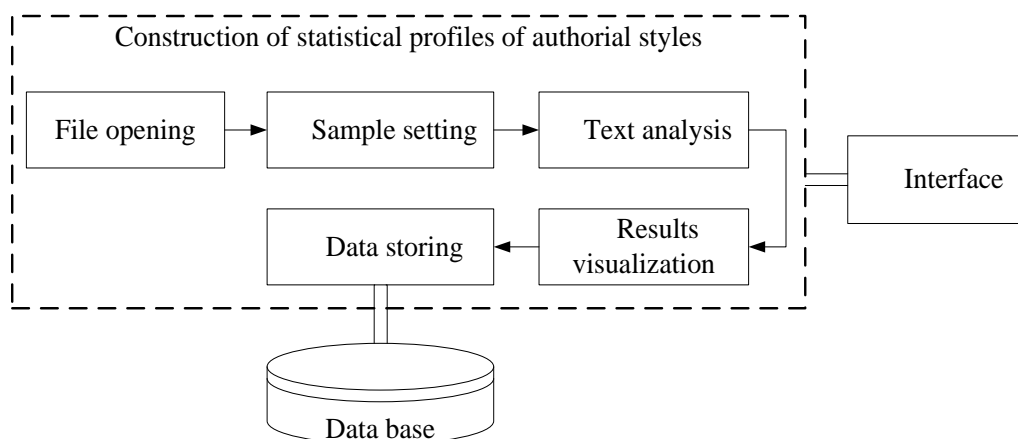 Construction of statistical profiles of authorial styles
File opening
Sample setting
Text analysis
Interface
Data storing
Results
visualization
Data base